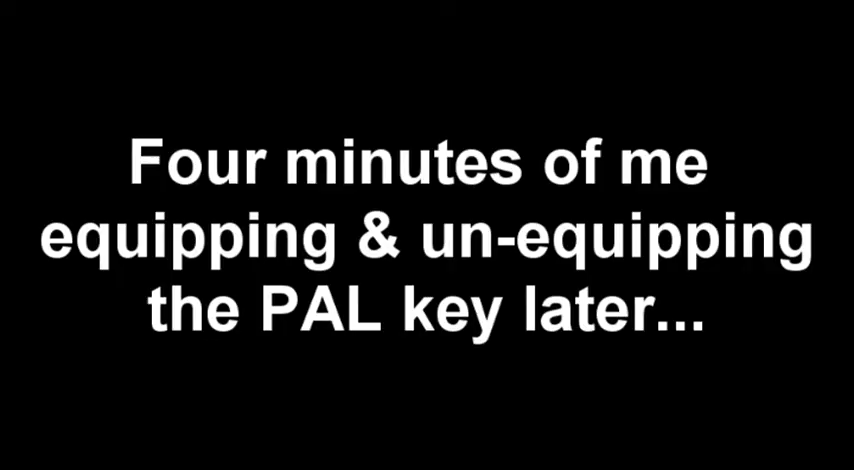 Four minutes of me
equipping & un-equipping
the PAL key later...